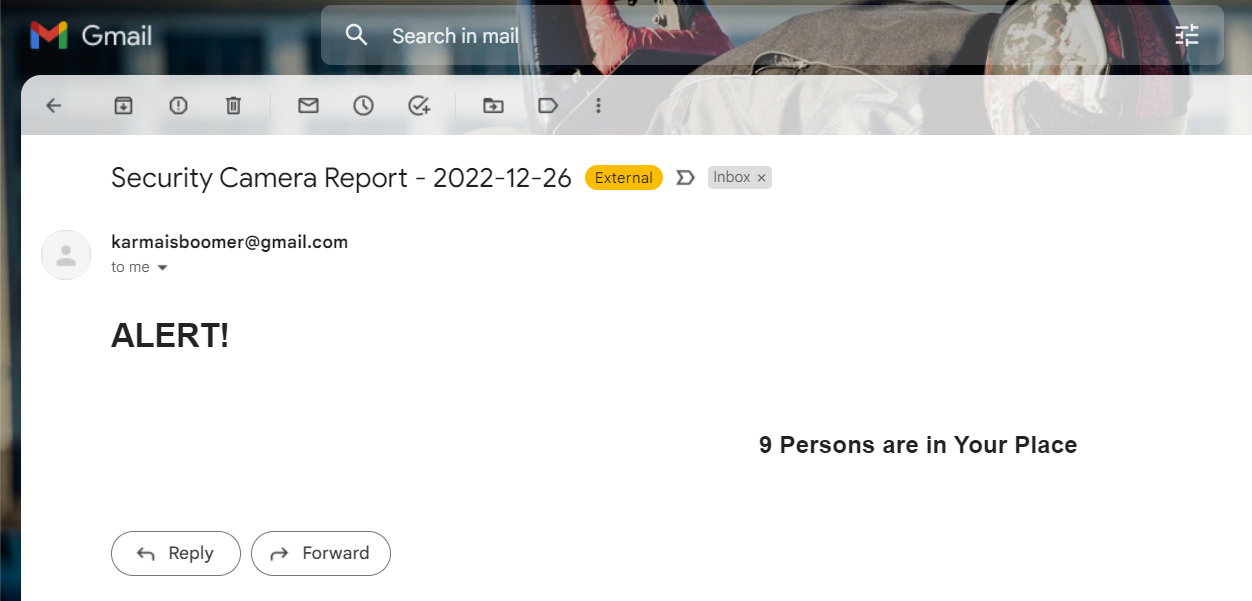 Gmail
Search in mail
Security Camera Report - 2022-12-26 External Inbox ×
karmaisboomer@gmail.com
to me
ALERT!
9 Persons are in Your Place
Reply Forward